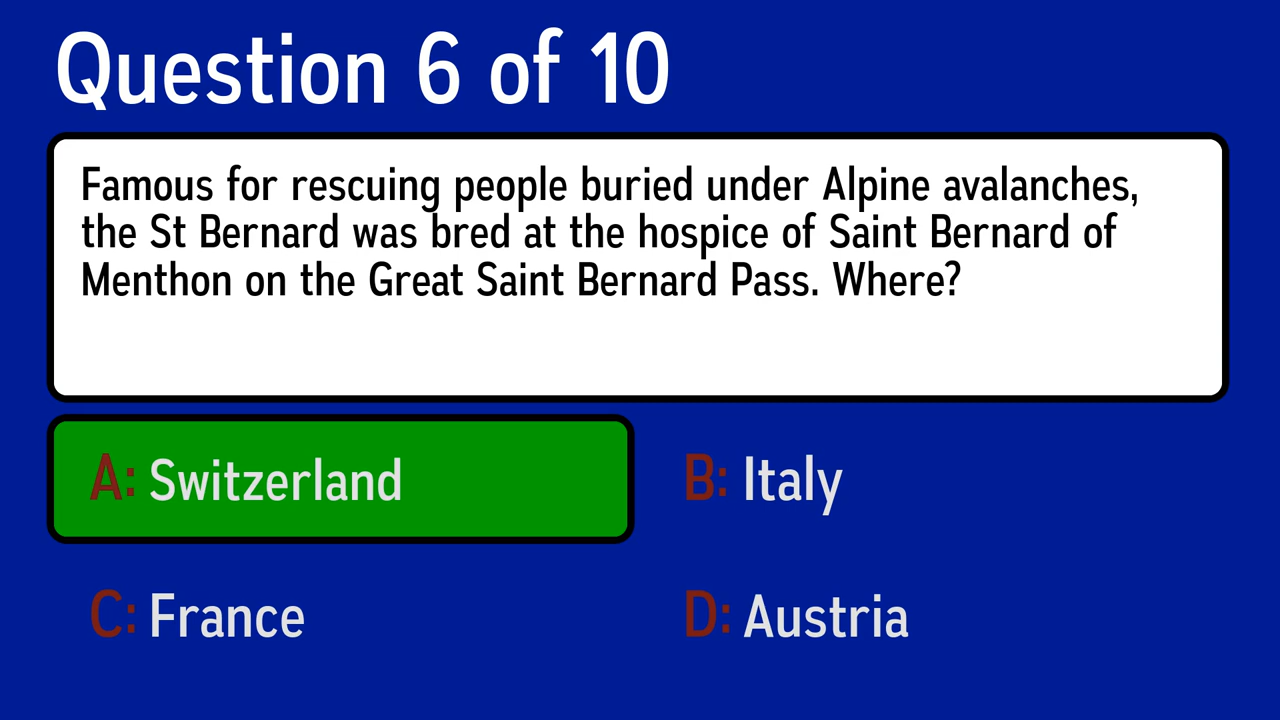 Question 6 of 10
Famous for rescuing people buried under Alpine avalanches,
the St Bernard was bred at the hospice of Saint Bernard of
Menthon on the Great Saint Bernard Pass. Where?
A: Switzerland
B: Italy
C: France
D: Austria